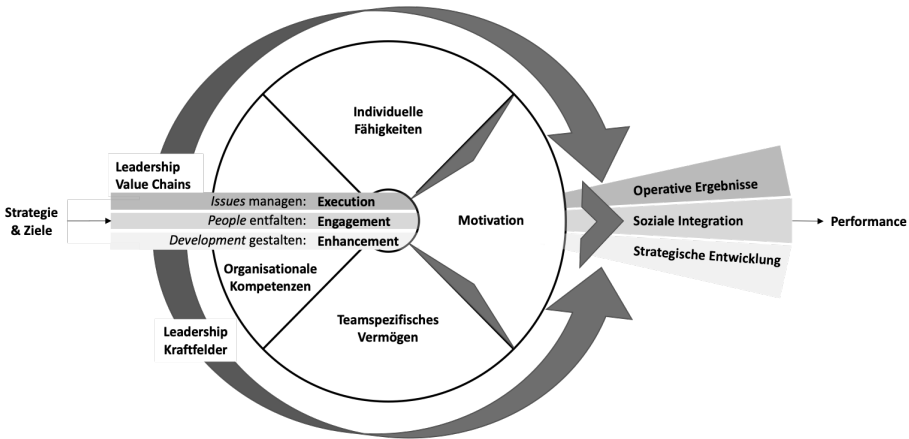 Individuelle
Fähigkeiten
Leadership
Value Chains
Issues managen: Execution
People entfalten: Engagement
Development gestalten: Enhancement
Strategie
& Ziele
Motivation
Operative Ergebnisse
Soziale Integration
Strategische Entwicklung
Performance
Organisationale
Kompetenzen
Teamspezifisches
Vermögen
Leadership
Kraftfelder